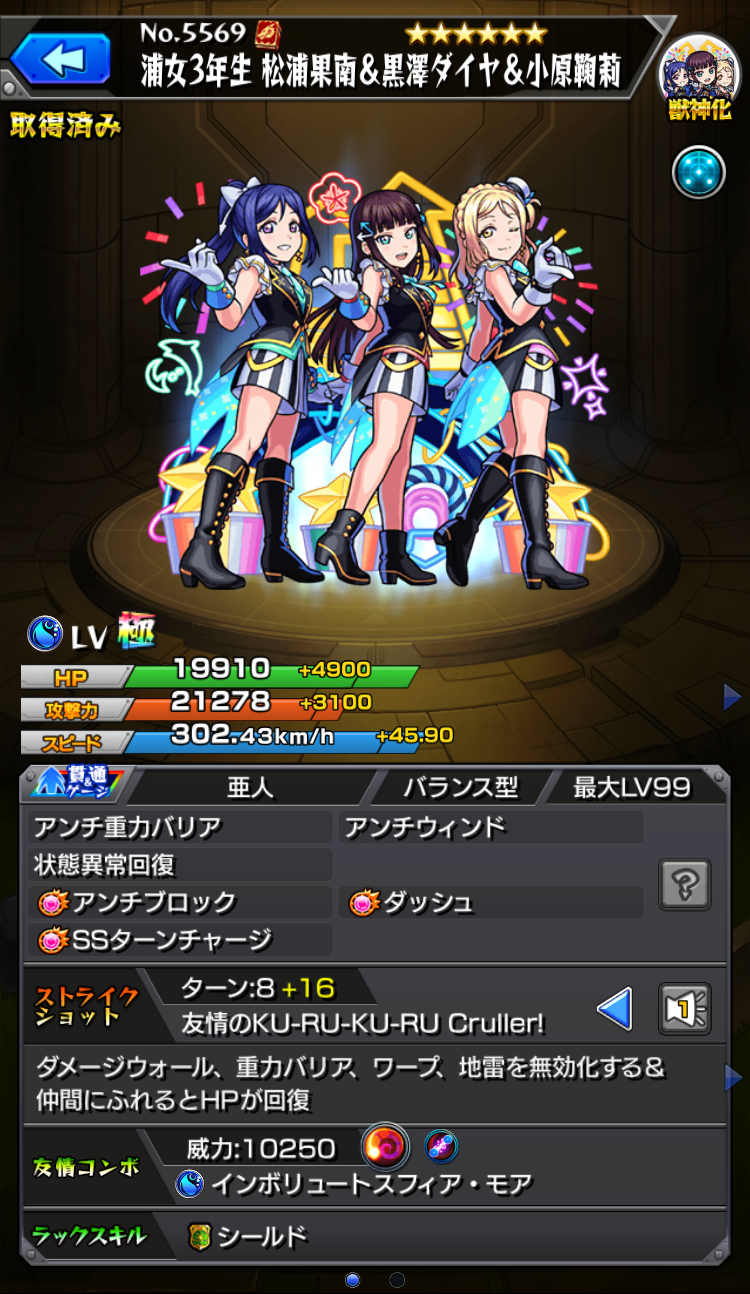 No.5569
★★★★★★
浦女3年生 松浦果南&黒澤ダイヤ&小原鞠莉
獣神化
取得済み
LV 極
HP 19910 +4900
攻撃力 21278 +3100
スピード 302.43km/h +45.90
貫通&ゲージ 亜人 バランス型 最大LV99
アンチ重力バリア アンチウィンド
状態異常回復
アンチブロック ダッシュ
SSターンチャージ
?
ストライクショット ターン:8 +16
友情のKU-RU-KU-RU Cruller!
1
ダメージウォール、重力バリア、ワープ、地雷を無効化する&
仲間にふれるとHPが回復
友情コンボ 威力:10250
インボリュートスフィア・モア
ラックスキル シールド